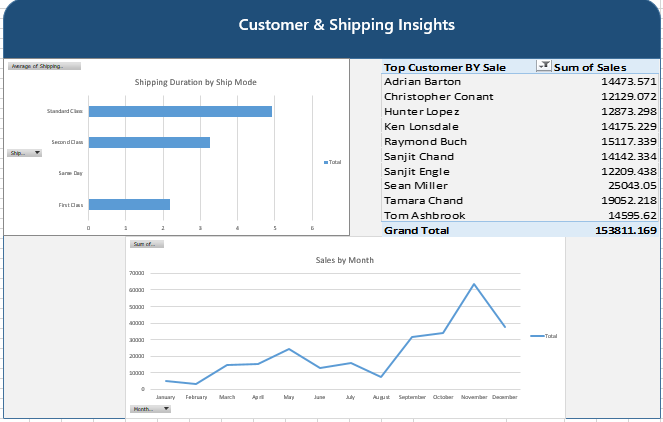 Customer & Shipping Insights
Average of Shipping..
Shipping Duration by Ship Mode
Standard Class
Second Class
Same Day
First Class
Ship...
Total
0 1 2 3 4 5 6
Top Customer BY Sale Sum of Sales
Adrian Barton 14473.571
Christopher Conant 12129.072
Hunter Lopez 12873.298
Ken Lonsdale 14175.229
Raymond Buch 15117.339
Sanjit Chand 14142.334
Sanjit Engle 12209.438
Sean Miller 25043.05
Tamara Chand 19052.218
Tom Ashbrook 14595.62
Grand Total 153811.169
Sum of...
Sales by Month
70000
60000
50000
40000
30000
20000
10000
0
January February March April May June July August September October November December
Total
Month...